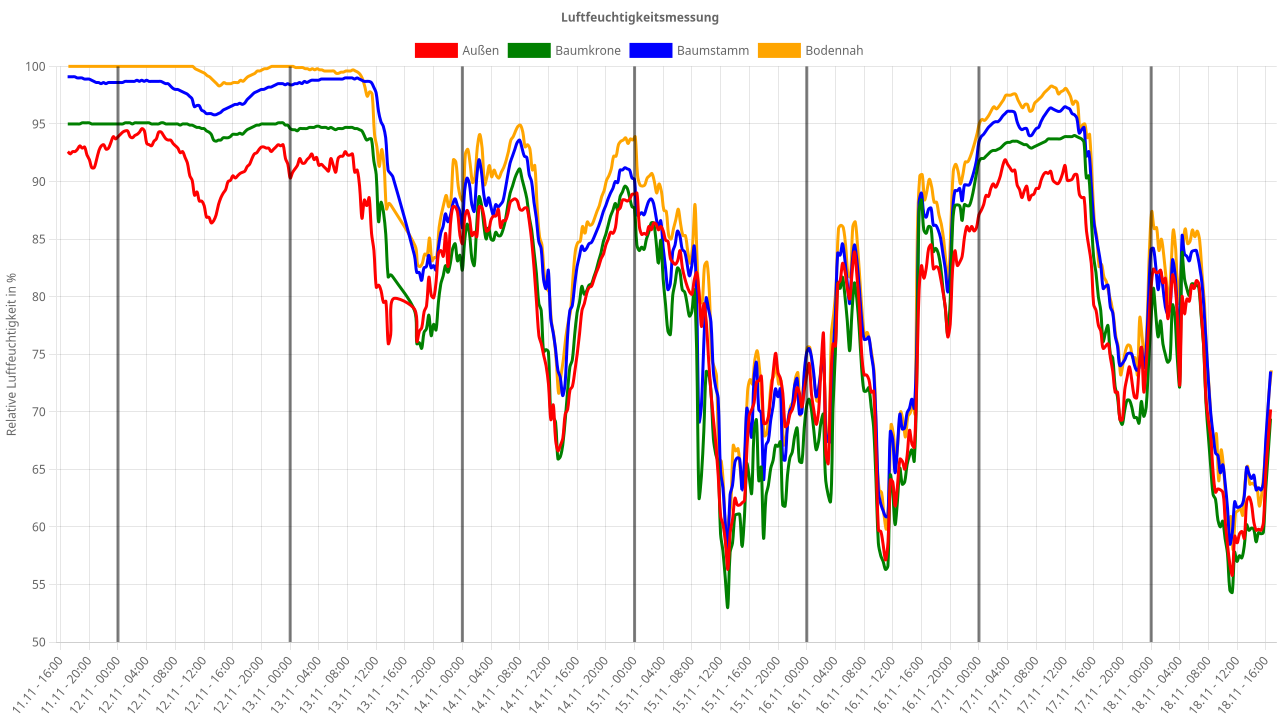 Luftfeuchtigkeitsmessung
Außen Baumkrone Baumstamm Bodennah
Relative Luftfeuchtigkeit in %
100
95
90
85
80
75
70
65
60
55
50
11.11 - 16:00
11.11 - 20:00
12.11 - 00:00
12.11 - 04:00
12.11 - 08:00
12.11 - 12:00
12.11 - 16:00
12.11 - 20:00
13.11 - 00:00
13.11 - 04:00
13.11 - 08:00
13.11 - 12:00
13.11 - 16:00
13.11 - 20:00
14.11 - 00:00
14.11 - 04:00
14.11 - 08:00
14.11 - 12:00
14.11 - 16:00
14.11 - 20:00
15.11 - 00:00
15.11 - 04:00
15.11 - 08:00
15.11 - 12:00
15.11 - 16:00
15.11 - 20:00
16.11 - 00:00
16.11 - 04:00
16.11 - 08:00
16.11 - 12:00
16.11 - 16:00
16.11 - 20:00
17.11 - 00:00
17.11 - 04:00
17.11 - 08:00
17.11 - 12:00
17.11 - 16:00
17.11 - 20:00
18.11 - 00:00
18.11 - 04:00
18.11 - 08:00
18.11 - 12:00
18.11 - 16:00